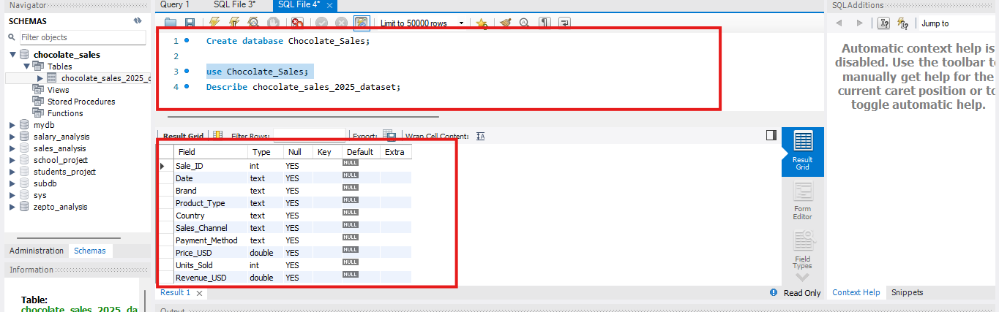 Navigator
SCHEMAS
Filter objects
chocolate_sales
Tables
chocolate_sales_2025_d
Views
Stored Procedures
Functions
mydb
salary_analysis
sales_analysis
school_project
students_project
subdb
sys
zepto_analysis
Administration Schemas
Information
Table:
chocolate_sales_2025_da
Query 1 SQL File 3* SQL File 4*
Limit to 50000 rows
1 Create database Chocolate_Sales;
2
3 use Chocolate_Sales;
4 Describe chocolate_sales_2025_dataset;
Result Grid Filter Rows: Export: Wrap Cell Content:
Field Type Null Key Default Extra
Sale_ID int YES NULL
Date text YES NULL
Brand text YES NULL
Product_Type text YES NULL
Country text YES NULL
Sales_Channel text YES NULL
Payment_Method text YES NULL
Price_USD double YES NULL
Units_Sold int YES NULL
Revenue_USD double YES NULL
Result Grid
Form Editor
Field Types
Result 1 Read Only
Output
SQLAdditions
Jump to
Automatic context help is
disabled. Use the toolbar to
manually get help for the
current caret position or to
toggle automatic help.
Context Help Snippets